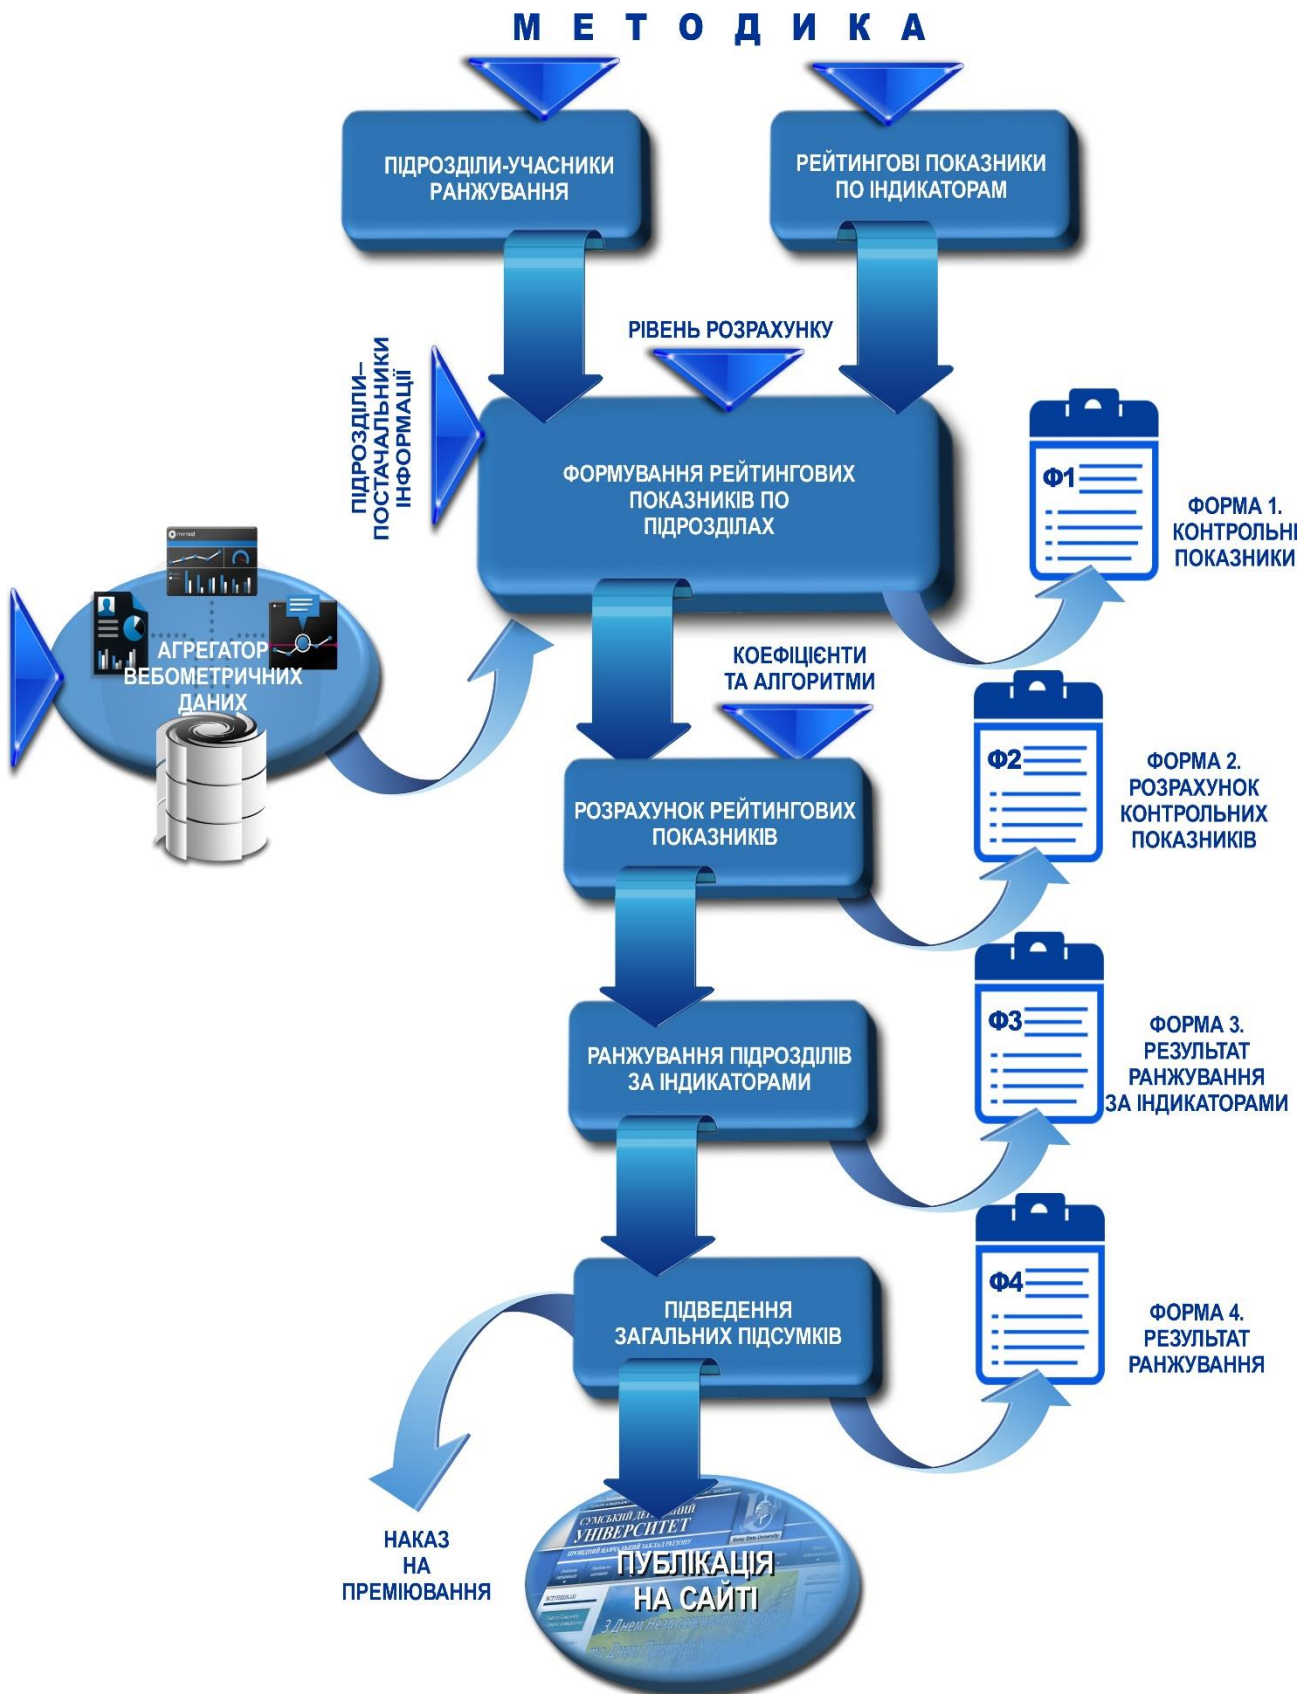 МЕТОДИКА
ПІДРОЗДІЛИ-УЧАСНИКИ
РАНЖУВАННЯ
РЕЙТИНГОВІ ПОКАЗНИКИ
ПО ІНДИКАТОРАМ
РІВЕНЬ РОЗРАХУНКУ
ПІДРОЗДІЛИ–
ПОСТАЧАЛЬНИКИ
ІНФОРМАЦІЇ
ФОРМУВАННЯ РЕЙТИНГОВИХ
ПОКАЗНИКІВ ПО
ПІДРОЗДІЛАХ
Ф1
ФОРМА 1.
КОНТРОЛЬНІ
ПОКАЗНИКИ
АГРЕГАТОР
ВЕБОМЕТРИЧНИХ
ДАНИХ
КОЕФІЦІЄНТИ
ТА АЛГОРИТМИ
Ф2
ФОРМА 2.
РОЗРАХУНОК
КОНТРОЛЬНИХ
ПОКАЗНИКІВ
РОЗРАХУНОК РЕЙТИНГОВИХ
ПОКАЗНИКІВ
Ф3
ФОРМА 3.
РЕЗУЛЬТАТ
РАНЖУВАННЯ
ЗА ІНДИКАТОРАМИ
РАНЖУВАННЯ ПІДРОЗДІЛІВ
ЗА ІНДИКАТОРАМИ
Ф4
ФОРМА 4.
РЕЗУЛЬТАТ
РАНЖУВАННЯ
ПІДВЕДЕННЯ
ЗАГАЛЬНИХ ПІДСУМКІВ
НАКАЗ
НА
ПРЕМІЮВАННЯ
СУМСЬКИЙ
УНІВЕРСИТЕТ
ПУБЛІКАЦІЯ
НА САЙТІ
З Днем